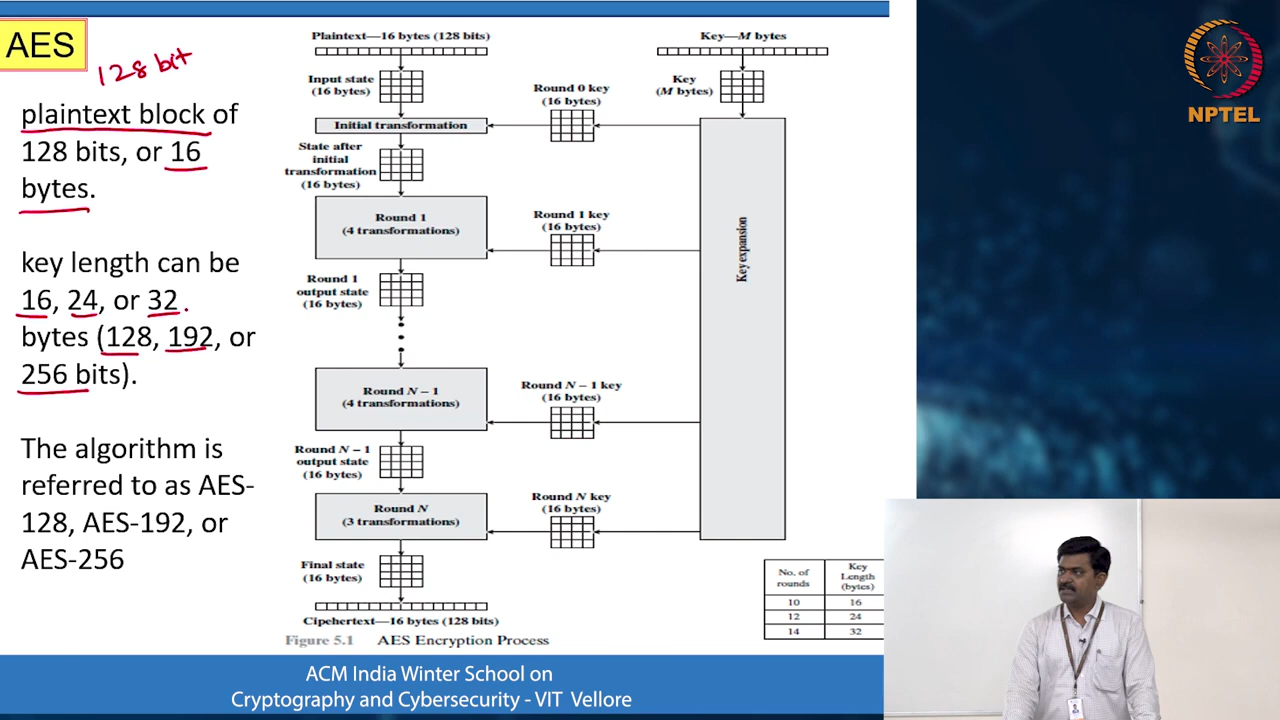 AES
128 bit
plaintext block of
128 bits, or 16
bytes.
key length can be
16, 24, or 32.
bytes (128, 192, or
256 bits).
The algorithm is
referred to as AES-
128, AES-192, or
AES-256
Plaintext—16 bytes (128 bits)
Key—M bytes
Input state
(16 bytes)
Round 0 key
(16 bytes)
Key
(M bytes)
Initial transformation
State after
initial
transformation
(16 bytes)
Round 1
(4 transformations)
Round 1 key
(16 bytes)
Key expansion
Round 1
output state
(16 bytes)
Round N – 1
(4 transformations)
Round N – 1 key
(16 bytes)
Round N – 1
output state
(16 bytes)
Round N
(3 transformations)
Round N key
(16 bytes)
Final state
(16 bytes)
No. of
rounds
Key
Length
(bytes)
10 16
12 24
14 32
Cipehertext—16 bytes (128 bits)
Figure 5.1 AES Encryption Process
ACM India Winter School on
Cryptography and Cybersecurity - VIT Vellore
NPTEL